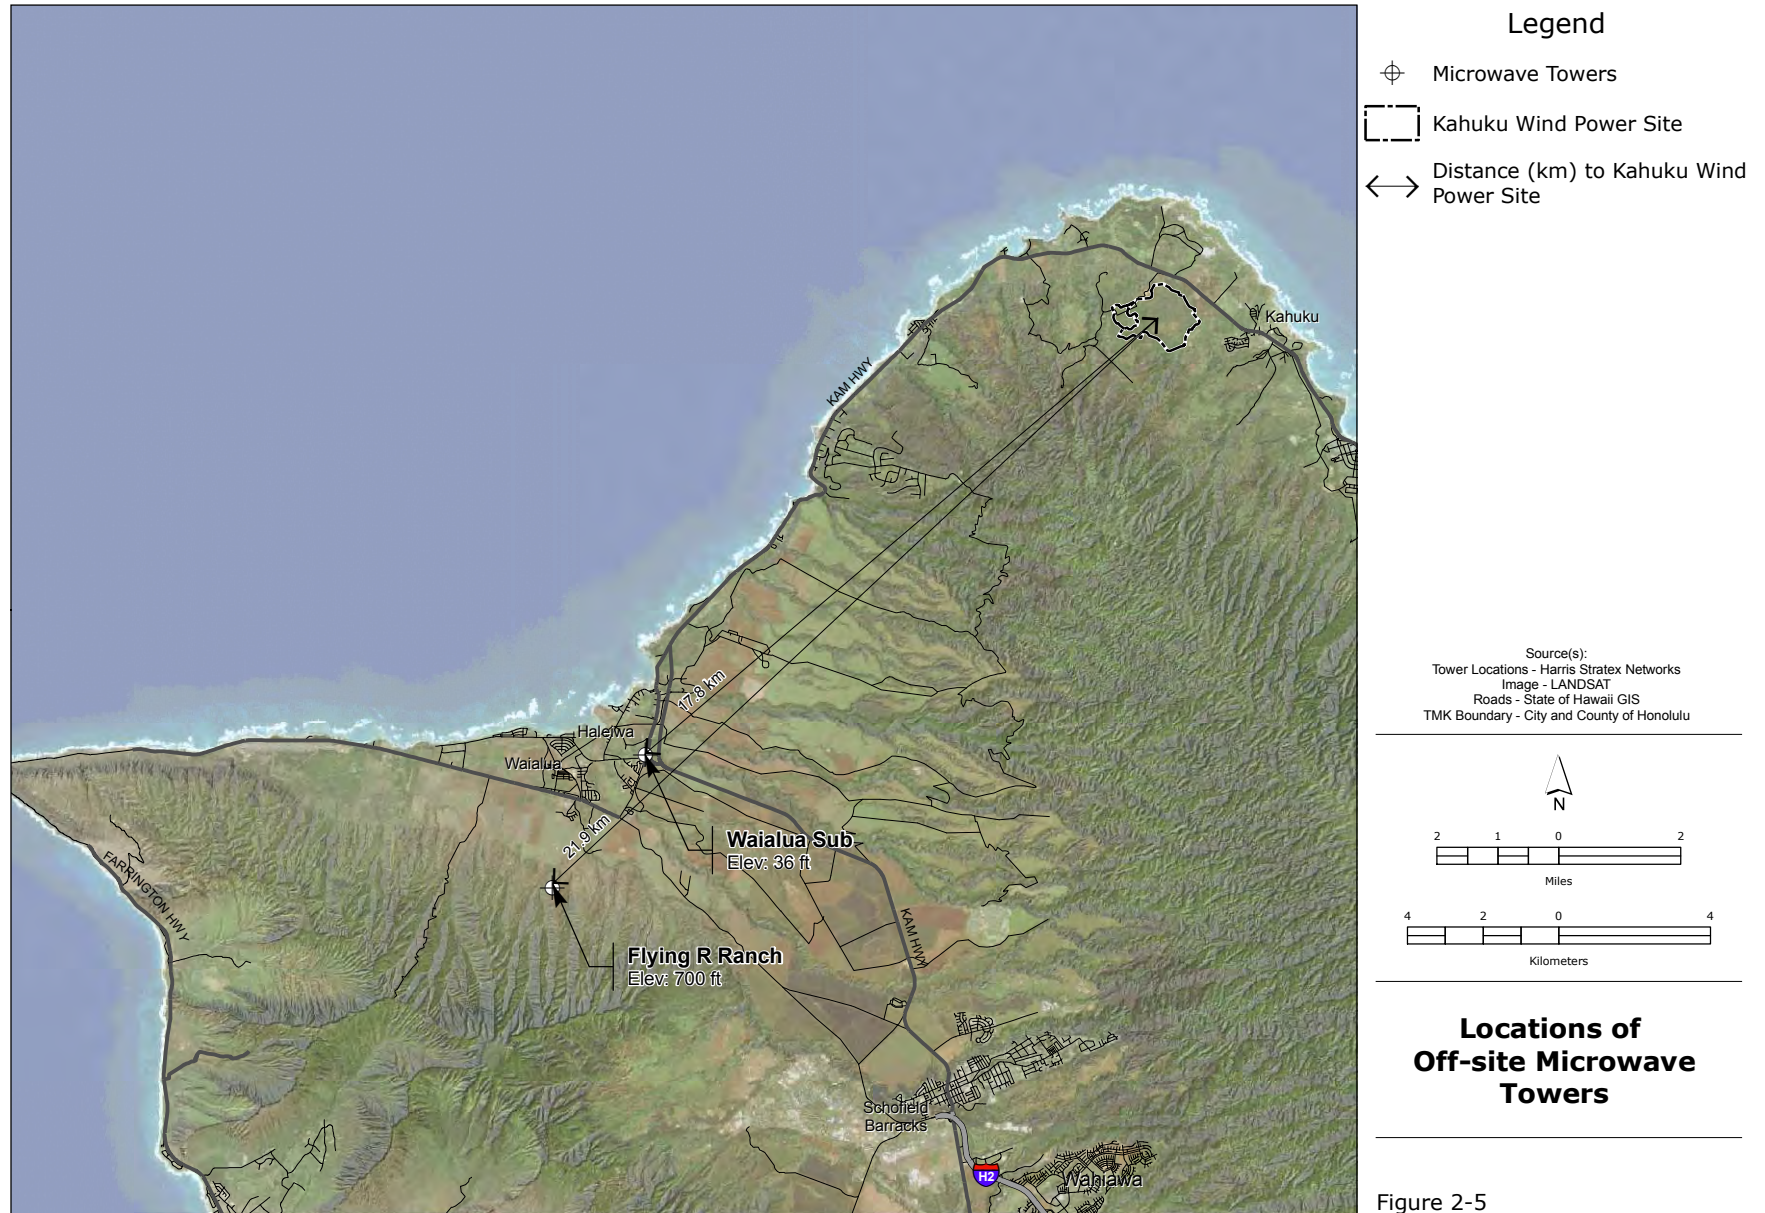 Legend
Microwave Towers
Kahuku Wind Power Site
Distance (km) to Kahuku Wind
Power Site
Kahuku
KAM HWY
17.8 km
Haleiwa
Waialua
21.9 km
Waialua Sub
Elev: 36 ft
FARRINGTON HWY
Flying R Ranch
Elev: 700 ft
KAM HWY
Schofield
Barracks
H2
Wahiawa
Source(s):
Tower Locations - Harris Stratex Networks
Image - LANDSAT
Roads - State of Hawaii GIS
TMK Boundary - City and County of Honolulu
N
2 1 0 2
Miles
4 2 0 4
Kilometers
Locations of
Off-site Microwave
Towers
Figure 2-5